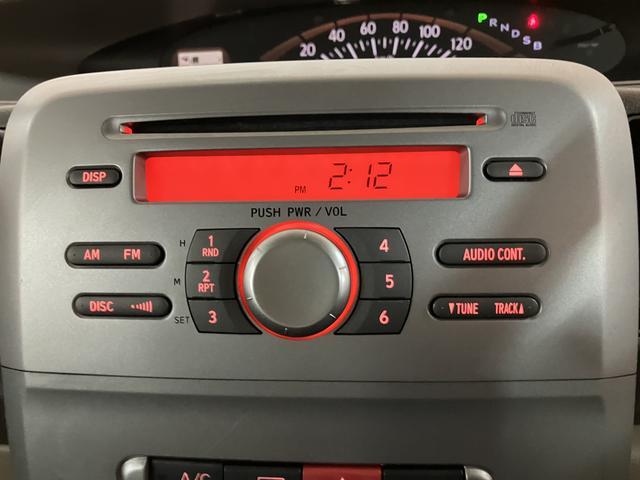 20 40 60 80 100 120
P R N D S B
disc
DISP
PM 2:12
PUSH PWR / VOL
AM FM
H 1 RND
4
AUDIO CONT.
M 2 RPT
5
DISC
SET 3
6
▼TUNE TRACK▲
A/C